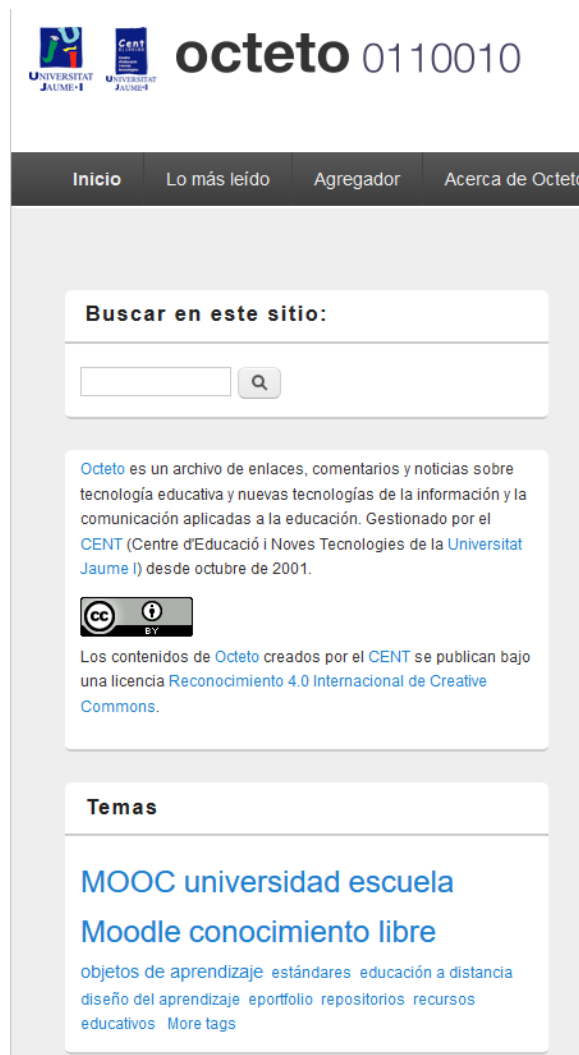 UNIVERSITAT
JAUME·I
Cent
UNIVERSITAT
JAUME·I
octeto 0110010
Inicio Lo más leído Agregador Acerca de Octeto
Buscar en este sitio:
Octeto es un archivo de enlaces, comentarios y noticias sobre
tecnología educativa y nuevas tecnologías de la información y la
comunicación aplicadas a la educación. Gestionado por el
CENT (Centre d'Educació i Noves Tecnologies de la Universitat
Jaume I) desde octubre de 2001.
cc
BY
Los contenidos de Octeto creados por el CENT se publican bajo
una licencia Reconocimiento 4.0 Internacional de Creative
Commons.
Temas
MOOC universidad escuela
Moodle conocimiento libre
objetos de aprendizaje estándares educación a distancia
diseño del aprendizaje eportfolio repositorios recursos
educativos More tags